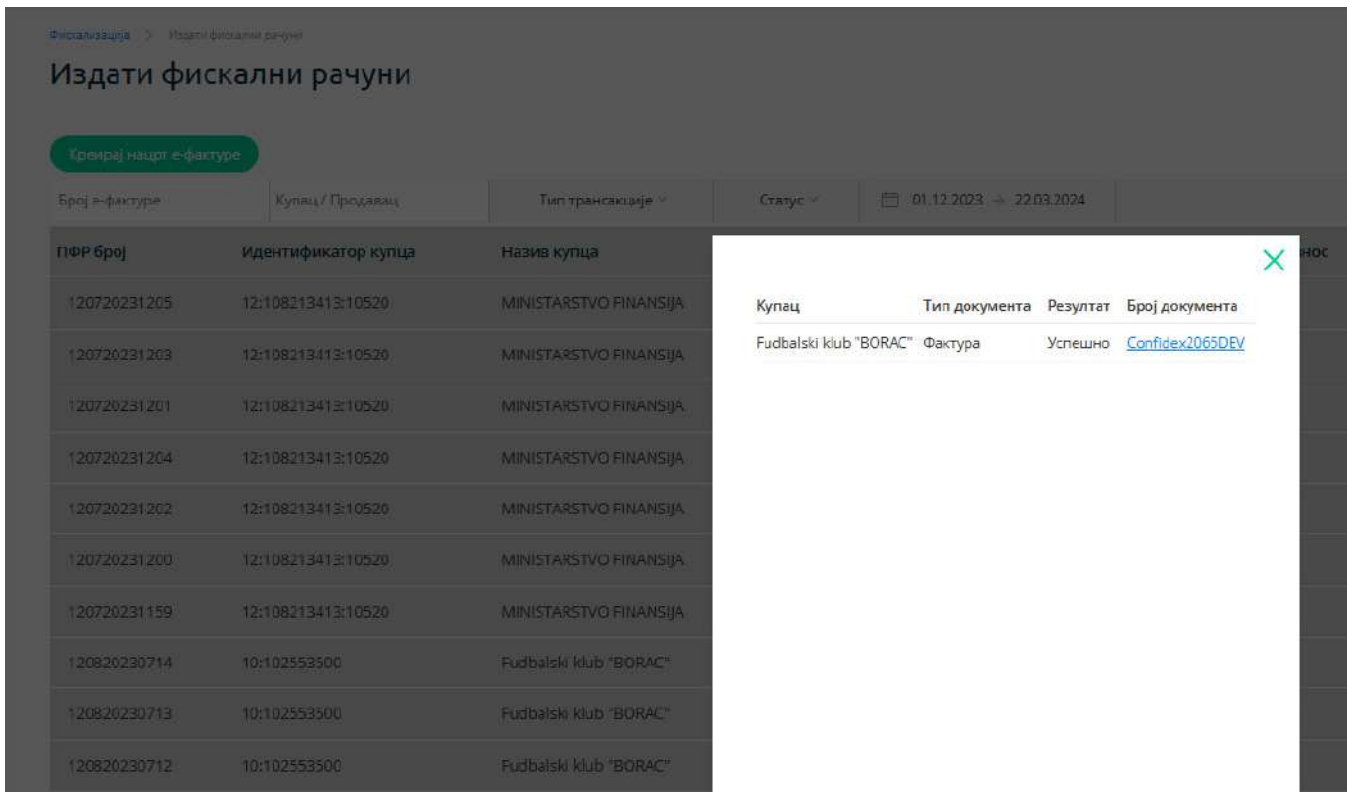 Фискализација > Издати фискални рачуни
Издати фискални рачуни
Креирај нацрт е-фактуре
Број е-фактуре Купац / Продавац Тип трансакције Статус 01.12.2023 → 22.03.2024
ПФР број Идентификатор купца Назив купца нос
120720231205 12:108213413:10520 MINISTARSTVO FINANSIJA
120720231203 12:108213413:10520 MINISTARSTVO FINANSIJA
120720231201 12:108213413:10520 MINISTARSTVO FINANSIJA
120720231204 12:108213413:10520 MINISTARSTVO FINANSIJA
120720231202 12:108213413:10520 MINISTARSTVO FINANSIJA
120720231200 12:108213413:10520 MINISTARSTVO FINANSIJA
120720231159 12:108213413:10520 MINISTARSTVO FINANSIJA
120820230714 10:102553500 Fudbalski klub "BORAC"
120820230713 10:102553500 Fudbalski klub "BORAC"
120820230712 10:102553500 Fudbalski klub "BORAC"
Купац Тип документа Резултат Број документа
Fudbalski klub "BORAC" Фактура Успешно Confidex2065DEV